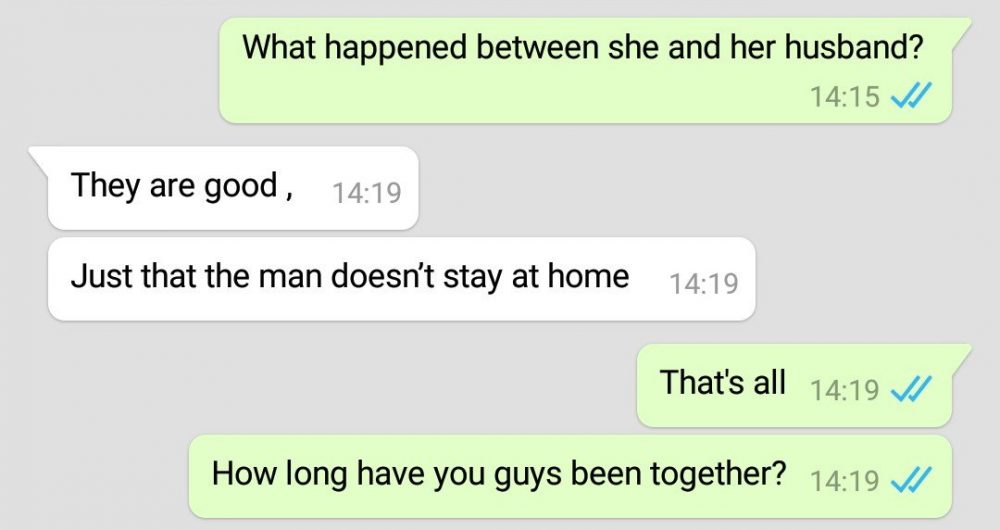 What happened between she and her husband?
14:15
They are good , 14:19
Just that the man doesn’t stay at home 14:19
That's all 14:19
How long have you guys been together? 14:19